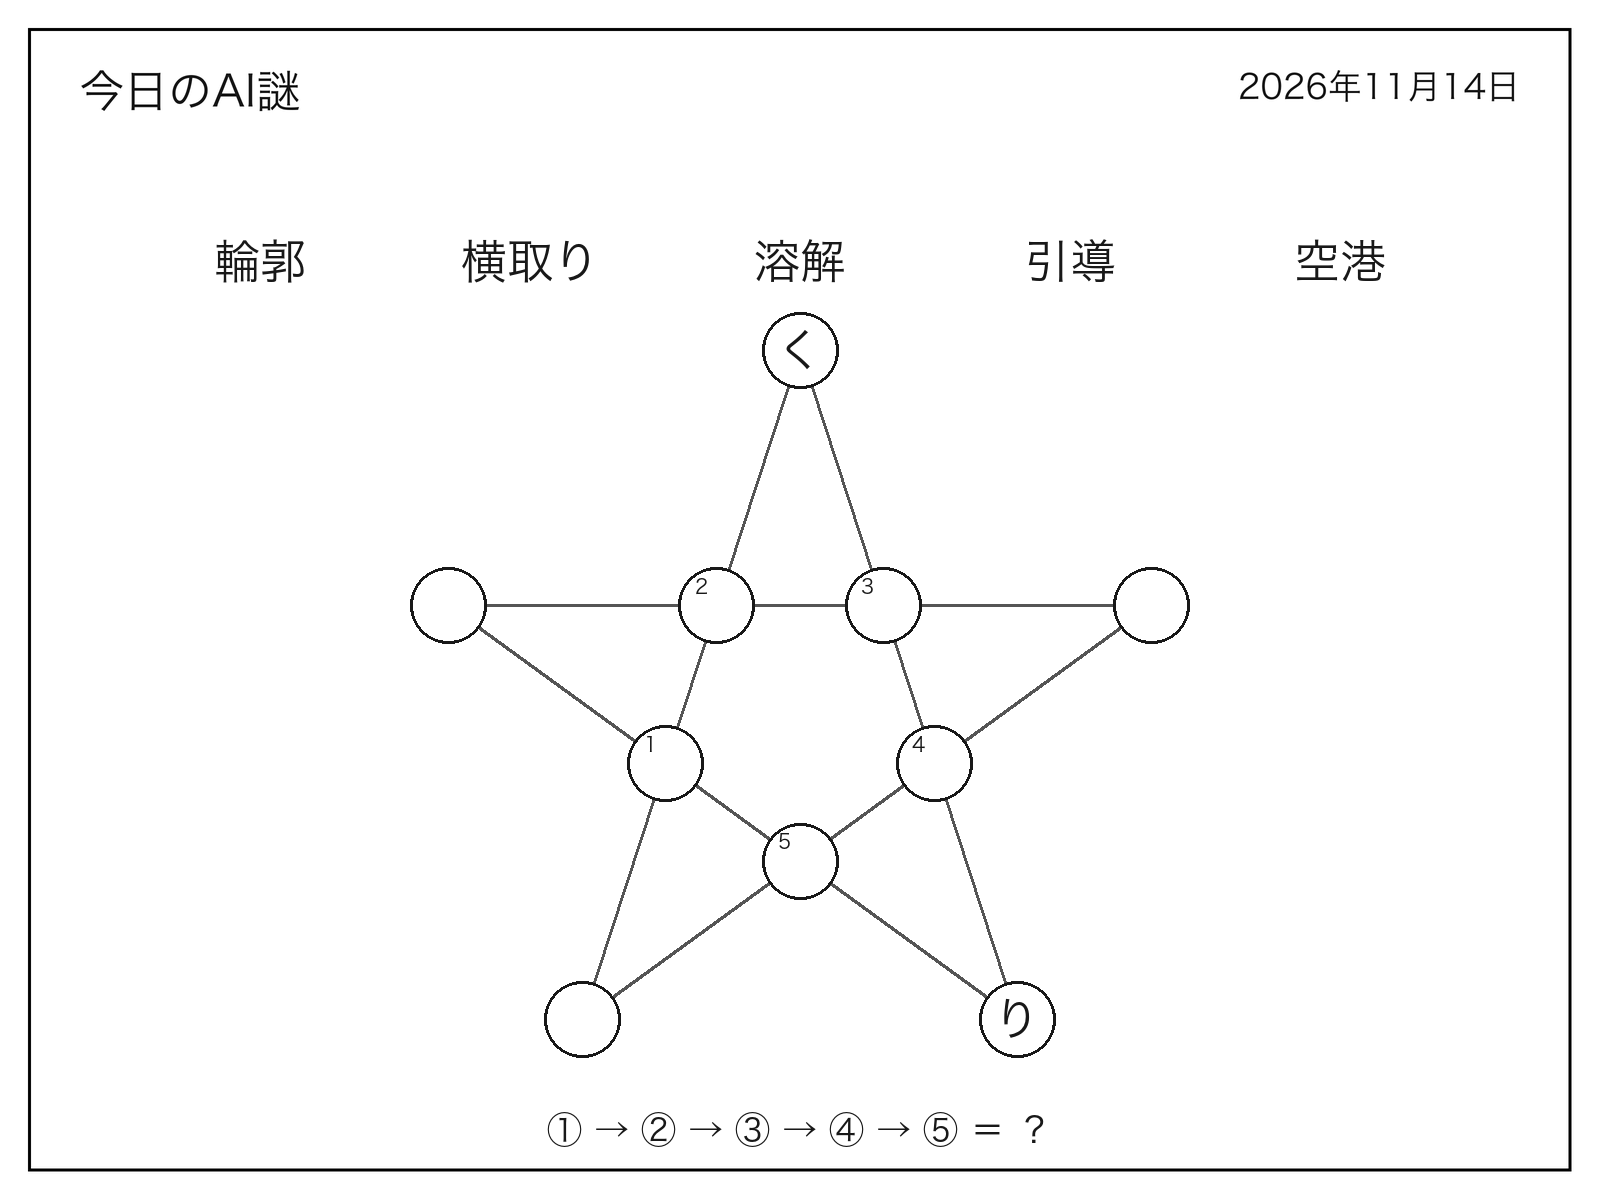 今日のAI謎
2026年11月14日
輪郭 横取り 溶解 引導 空港
く
2 3
1 4
5
り
① → ② → ③ → ④ → ⑤ = ?